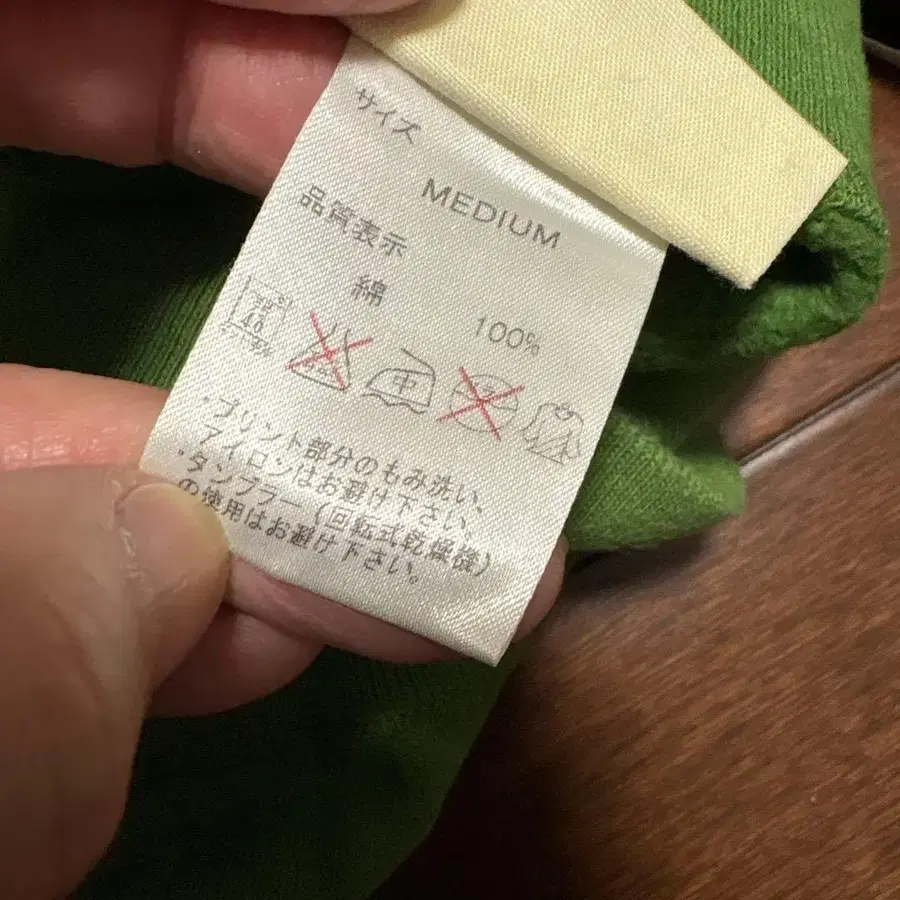 サイズ
MEDIUM
品質表示
綿
100%
40
中
・プリント部分のもみ洗い、
アイロンはお避け下さい。
・タンブラー（回転式乾燥機）
の使用はお避け下さい。